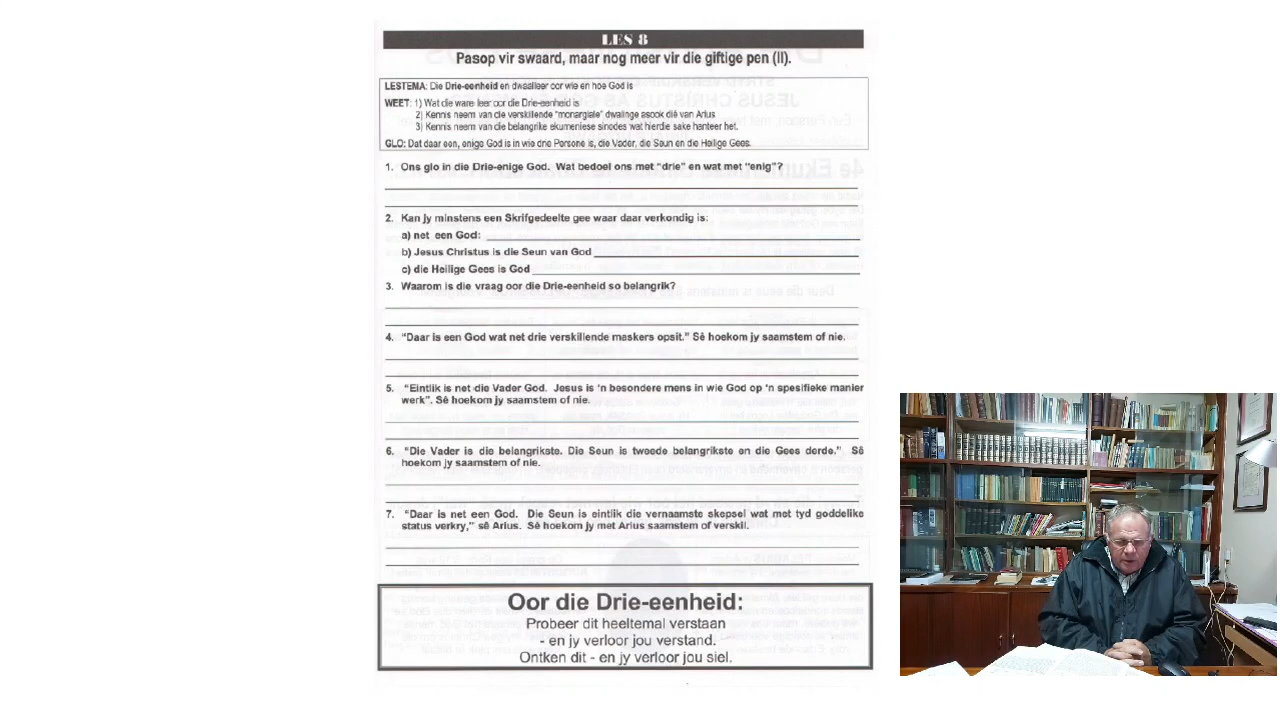 LES 8
Pasop vir swaard, maar nog meer vir die giftige pen (II).
LESTEMA: Die Drie-eenheid en dwaalleer oor wie en hoe God is
WEET: 1) Wat die ware leer oor die Drie-eenheid is
2) Kennis neem van die verskillende "monargiale" dwalinge asook dié van Arius
3) Kennis neem van die belangrike ekumeniese sinodes wat hierdie sake hanteer het.
GLO: Dat daar een, enige God is in wie drie Persone is, die Vader, die Seun en die Heilige Gees.
1. Ons glo in die Drie-enige God. Wat bedoel ons met "drie" en wat met "enig"?
2. Kan jy minstens een Skrifgedeelte gee waar daar verkondig is:
a) net een God:
b) Jesus Christus is die Seun van God
c) die Heilige Gees is God
3. Waarom is die vraag oor die Drie-eenheid so belangrik?
4. "Daar is een God wat net drie verskillende maskers opsit." Sê hoekom jy saamstem of nie.
5. "Eintlik is net die Vader God. Jesus is 'n besondere mens in wie God op 'n spesifieke manier
werk". Sê hoekom jy saamstem of nie.
6. "Die Vader is die belangrikste. Die Seun is tweede belangrikste en die Gees derde." Sê
hoekom jy saamstem of nie.
7. "Daar is net een God. Die Seun is eintlik die vernaamste skepsel wat met tyd goddelike
status verkry," sê Arius. Sê hoekom jy met Arius saamstem of verskil.
Oor die Drie-eenheid:
Probeer dit heeltemal verstaan
- en jy verloor jou verstand.
Ontken dit - en jy verloor jou siel.